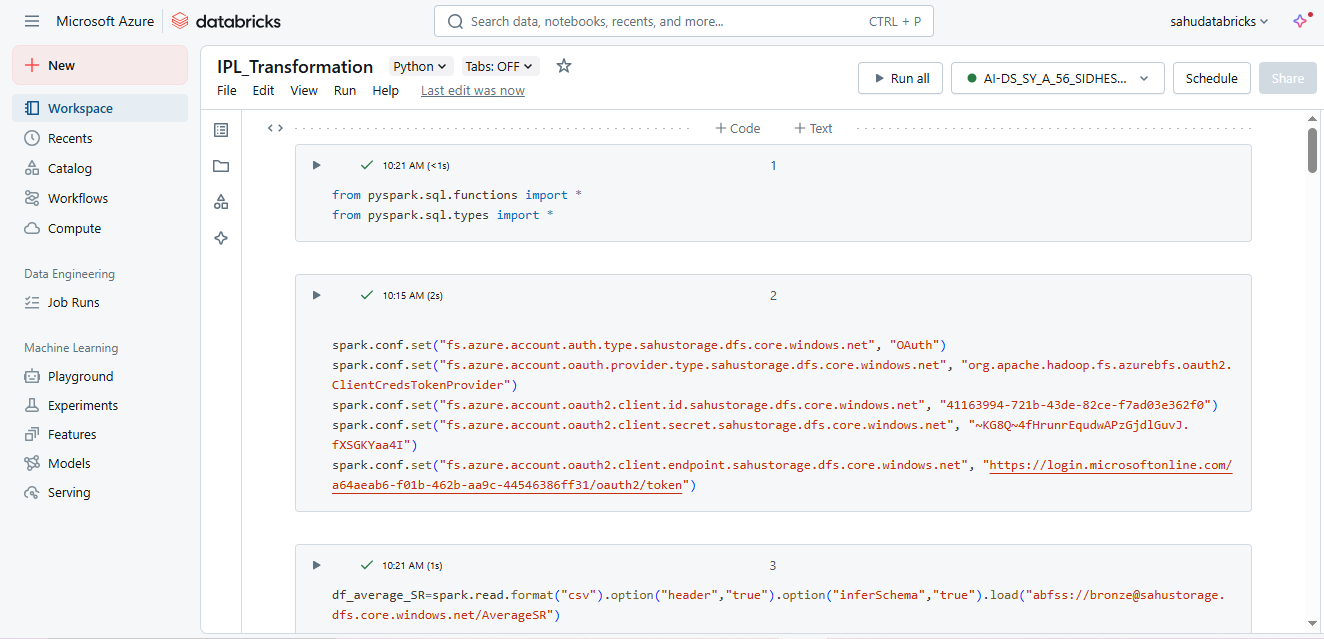 Microsoft Azure
databricks
Search data, notebooks, recents, and more...
CTRL + P
sahudatabricks
New
Workspace
Recents
Catalog
Workflows
Compute
Data Engineering
Job Runs
Machine Learning
Playground
Experiments
Features
Models
Serving
IPL_Transformation
Python
Tabs: OFF
File Edit View Run Help Last edit was now
Run all
AI-DS_SY_A_56_SIDHES...
Schedule
Share
+ Code + Text
10:21 AM (<1s)
1
from pyspark.sql.functions import *
from pyspark.sql.types import *
10:15 AM (2s)
2
spark.conf.set("fs.azure.account.auth.type.sahustorage.dfs.core.windows.net", "OAuth")
spark.conf.set("fs.azure.account.oauth.provider.type.sahustorage.dfs.core.windows.net", "org.apache.hadoop.fs.azurebfs.oauth2.
ClientCredsTokenProvider")
spark.conf.set("fs.azure.account.oauth2.client.id.sahustorage.dfs.core.windows.net", "41163994-721b-43de-82ce-f7ad03e362f0")
spark.conf.set("fs.azure.account.oauth2.client.secret.sahustorage.dfs.core.windows.net", "~KG8Q~4fHrunrEqudwAPzGjdlGuvJ.
fXSGKYaa4I")
spark.conf.set("fs.azure.account.oauth2.client.endpoint.sahustorage.dfs.core.windows.net", "https://login.microsoftonline.com/
a64aeab6-f01b-462b-aa9c-44546386ff31/oauth2/token")
10:21 AM (1s)
3
df_average_SR=spark.read.format("csv").option("header","true").option("inferSchema","true").load("abfss://bronze@sahustorage.
dfs.core.windows.net/AverageSR")